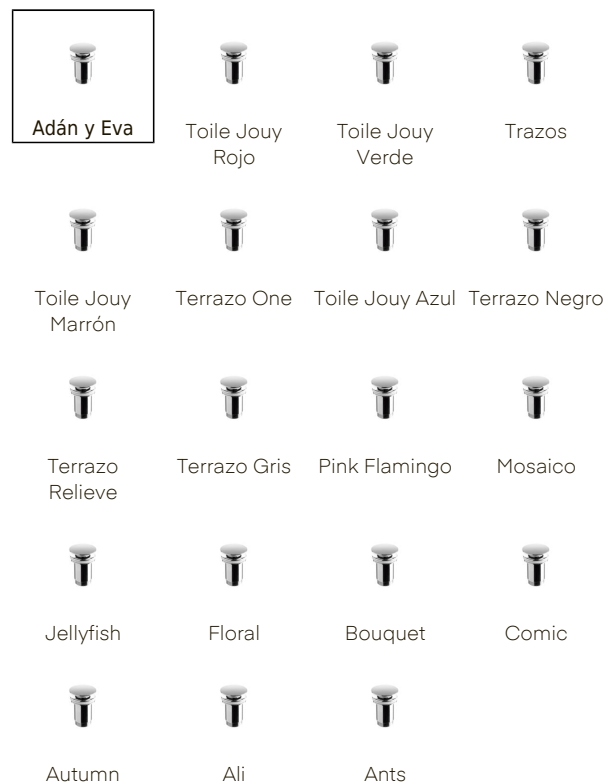 Adán y Eva
Toile Jouy
Rojo
Toile Jouy
Verde
Trazos
Toile Jouy
Marrón
Terrazo One
Toile Jouy Azul
Terrazo Negro
Terrazo
Relieve
Terrazo Gris
Pink Flamingo
Mosaico
Jellyfish
Floral
Bouquet
Comic
Autumn
Ali
Ants